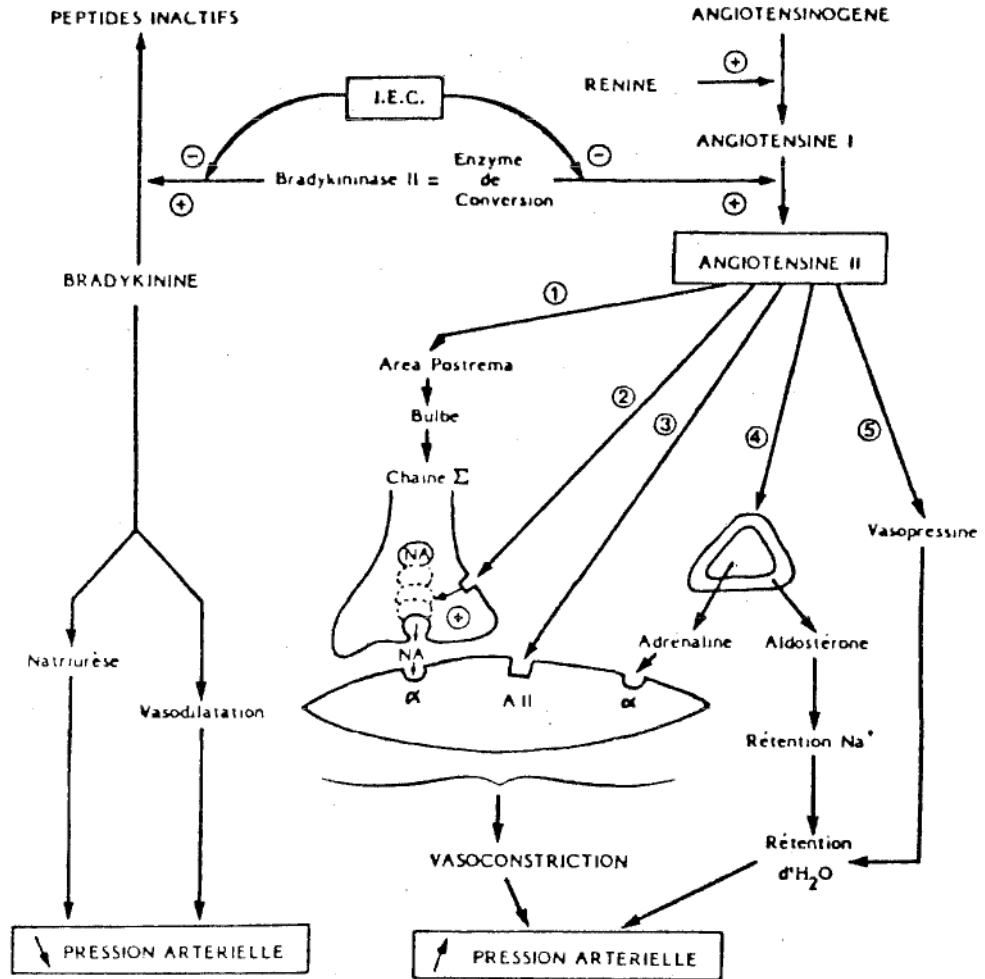 PEPTIDES INACTIFS
ANGIOTENSINOGENE
+
RENINE
I.E.C.
ANGIOTENSINE I
−
−
Bradykininase II = Enzyme
de
Conversion
+
+
BRADYKININE
ANGIOTENSINE II
1
Area Postrema
2
3
4
5
Bulbe
Chaine Σ
Vasopressine
NA
+
Adrénaline
Aldostérone
NA
Natriurèse
α
A II
α
Vasodilatation
Rétention Na+
VASOCONSTRICTION
Rétention
d'H2O
↘ PRESSION ARTERIELLE
↗ PRESSION ARTERIELLE